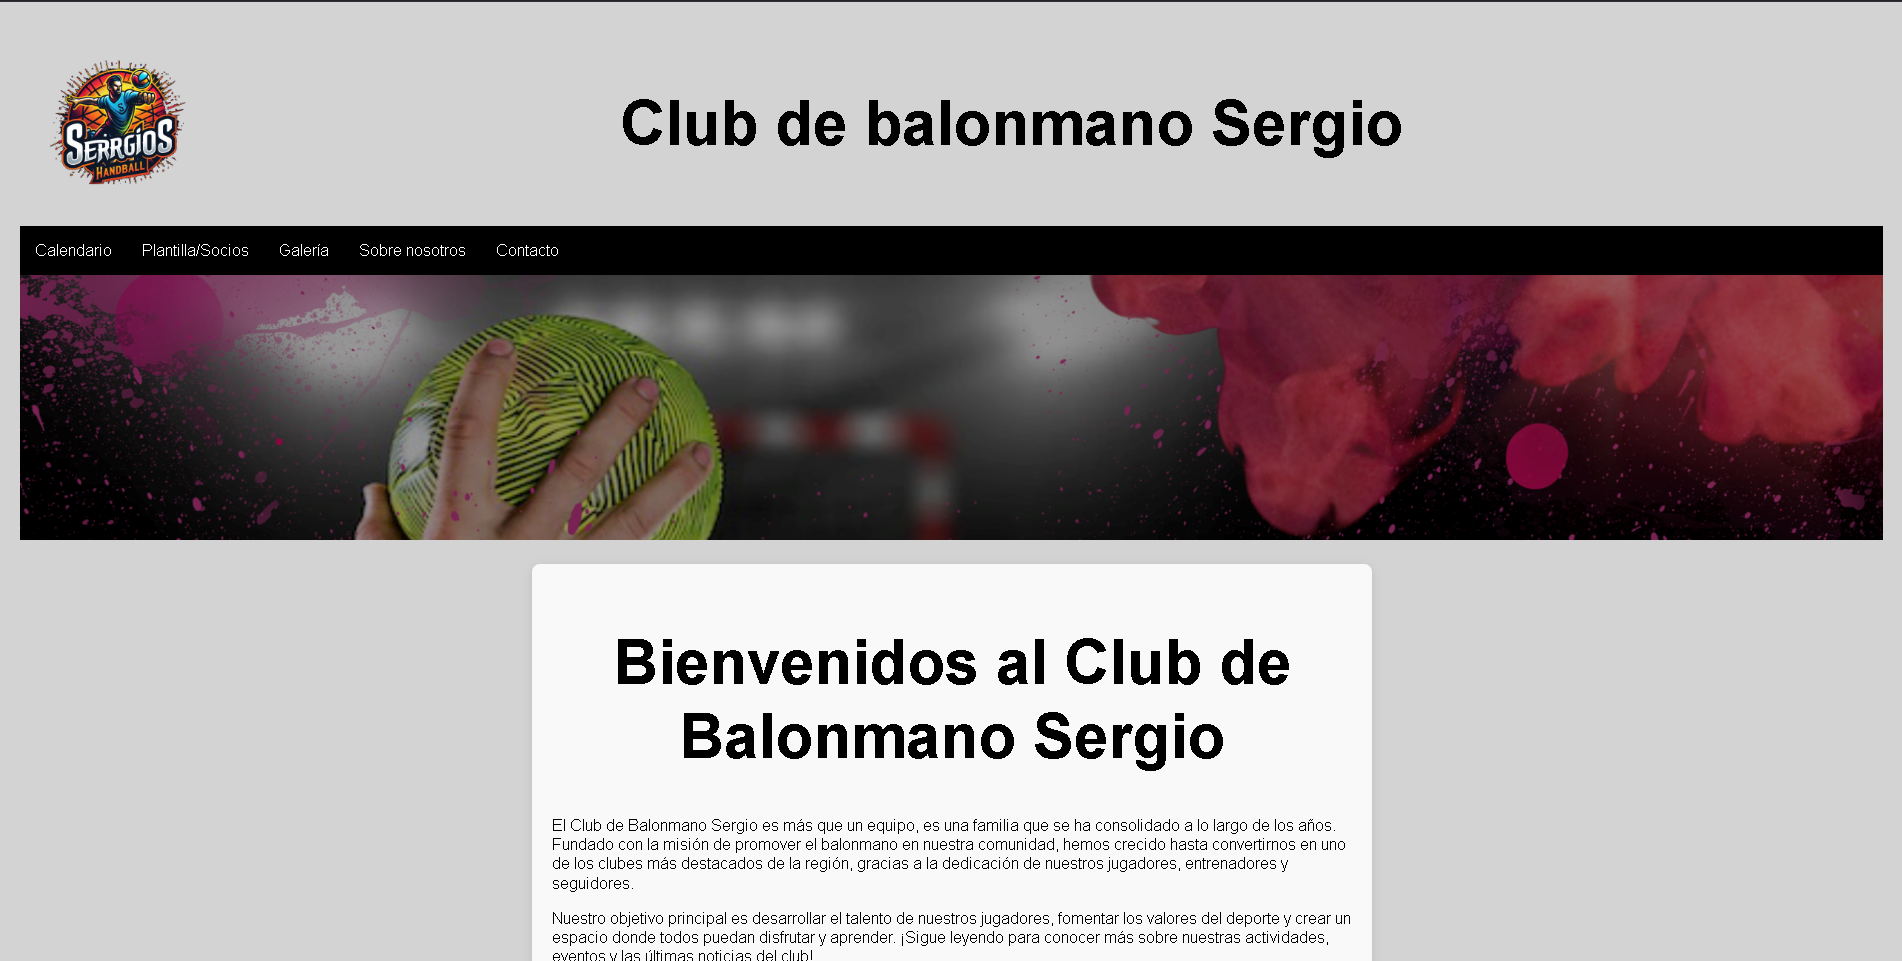 SERRGIOS
HANDBALL
Club de balonmano Sergio
Calendario Plantilla/Socios Galería Sobre nosotros Contacto
Bienvenidos al Club de
Balonmano Sergio
El Club de Balonmano Sergio es más que un equipo, es una familia que se ha consolidado a lo largo de los años.
Fundado con la misión de promover el balonmano en nuestra comunidad, hemos crecido hasta convertirnos en uno
de los clubes más destacados de la región, gracias a la dedicación de nuestros jugadores, entrenadores y
seguidores.
Nuestro objetivo principal es desarrollar el talento de nuestros jugadores, fomentar los valores del deporte y crear un
espacio donde todos puedan disfrutar y aprender. ¡Sigue leyendo para conocer más sobre nuestras actividades,
eventos y las últimas noticias del club!